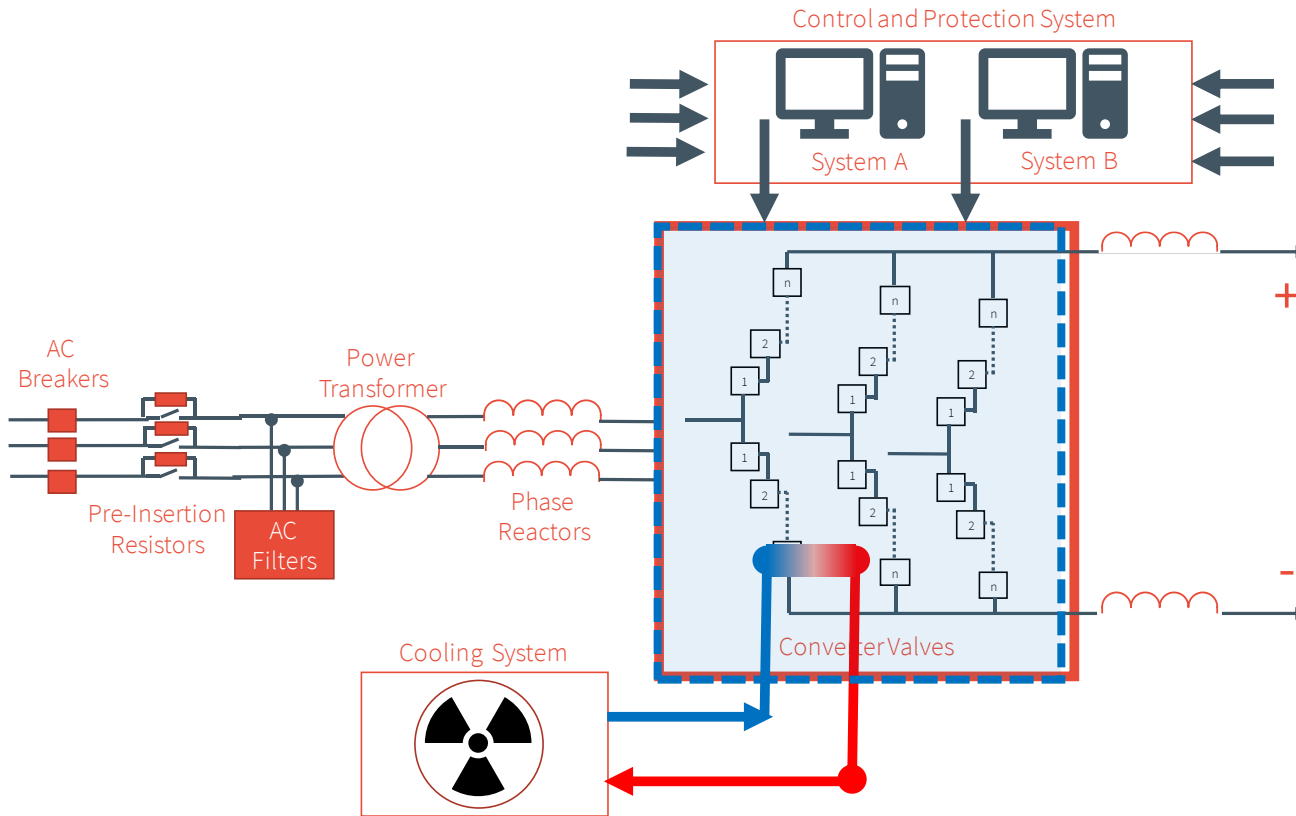 Control and Protection System
System A
System B
n
n
n
+
2
2
2
1
1
1
AC
Breakers
Power
Transformer
1
1
1
2
2
2
Pre-Insertion
Resistors
AC
Filters
Phase
Reactors
n
n
-
Converter Valves
Cooling System